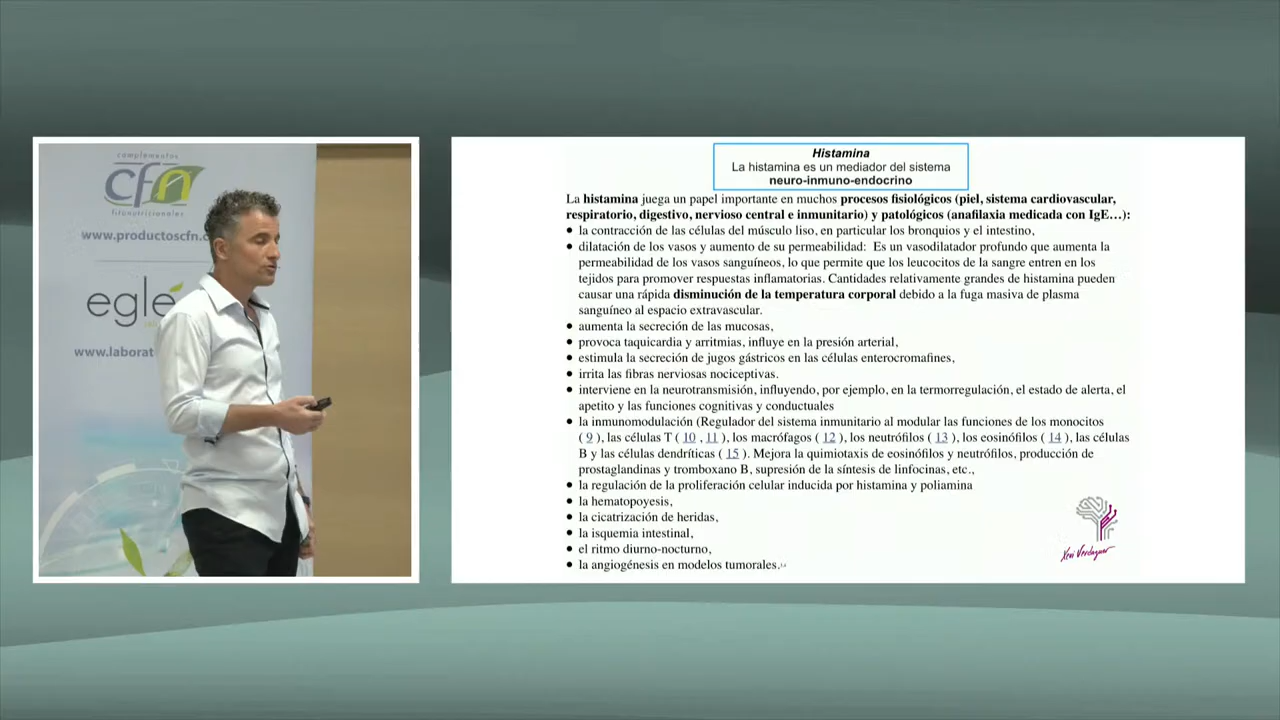 complementos
cfn
fitonutricionales
www.productoscfn.c
eglé
www.laborat
Histamina
La histamina es un mediador del sistema
neuro-inmuno-endocrino
La histamina juega un papel importante en muchos procesos fisiológicos (piel, sistema cardiovascular,
respiratorio, digestivo, nervioso central e inmunitario) y patológicos (anafilaxia medicada con IgE…):
• la contracción de las células del músculo liso, en particular los bronquios y el intestino,
• dilatación de los vasos y aumento de su permeabilidad: Es un vasodilatador profundo que aumenta la
permeabilidad de los vasos sanguíneos, lo que permite que los leucocitos de la sangre entren en los
tejidos para promover respuestas inflamatorias. Cantidades relativamente grandes de histamina pueden
causar una rápida disminución de la temperatura corporal debido a la fuga masiva de plasma
sanguíneo al espacio extravascular.
• aumenta la secreción de las mucosas,
• provoca taquicardia y arritmias, influye en la presión arterial,
• estimula la secreción de jugos gástricos en las células enterocromafines,
• irrita las fibras nerviosas nociceptivas.
• interviene en la neurotransmisión, influyendo, por ejemplo, en la termorregulación, el estado de alerta, el
apetito y las funciones cognitivas y conductuales
• la inmunomodulación (Regulador del sistema inmunitario al modular las funciones de los monocitos
( 9 ), las células T ( 10 , 11 ), los macrófagos ( 12 ), los neutrófilos ( 13 ), los eosinófilos ( 14 ), las células
B y las células dendríticas ( 15 ). Mejora la quimiotaxis de eosinófilos y neutrófilos, producción de
prostaglandinas y tromboxano B, supresión de la síntesis de linfocinas, etc.,
• la regulación de la proliferación celular inducida por histamina y poliamina
• la hematopoyesis,
• la cicatrización de heridas,
• la isquemia intestinal,
• el ritmo diurno-nocturno,
• la angiogénesis en modelos tumorales.
Xevi Verdaguer